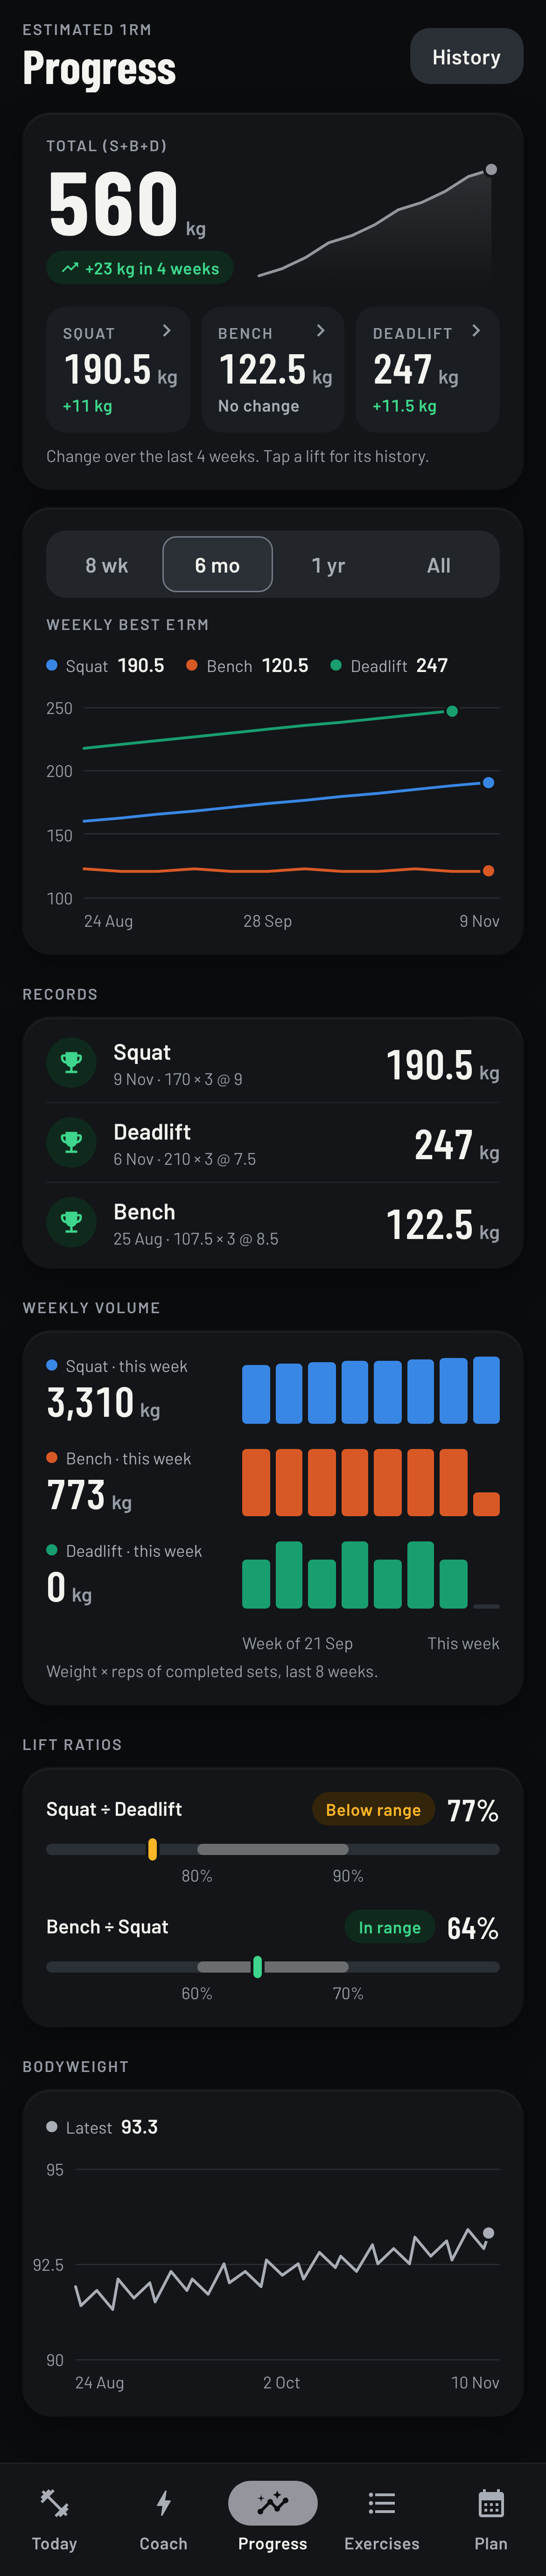 ESTIMATED 1RM
Progress
History
TOTAL (S+B+D)
560 kg
+23 kg in 4 weeks
SQUAT
190.5 kg
+11 kg
BENCH
122.5 kg
No change
DEADLIFT
247 kg
+11.5 kg
Change over the last 4 weeks. Tap a lift for its history.
8 wk 6 mo 1 yr All
WEEKLY BEST E1RM
Squat 190.5 Bench 120.5 Deadlift 247
250
200
150
100
24 Aug 28 Sep 9 Nov
RECORDS
Squat
9 Nov · 170 × 3 @ 9
190.5 kg
Deadlift
6 Nov · 210 × 3 @ 7.5
247 kg
Bench
25 Aug · 107.5 × 3 @ 8.5
122.5 kg
WEEKLY VOLUME
Squat · this week
3,310 kg
Bench · this week
773 kg
Deadlift · this week
0 kg
Week of 21 Sep This week
Weight × reps of completed sets, last 8 weeks.
LIFT RATIOS
Squat ÷ Deadlift Below range 77%
80% 90%
Bench ÷ Squat In range 64%
60% 70%
BODYWEIGHT
Latest 93.3
95
92.5
90
24 Aug 2 Oct 10 Nov
Today Coach Progress Exercises Plan